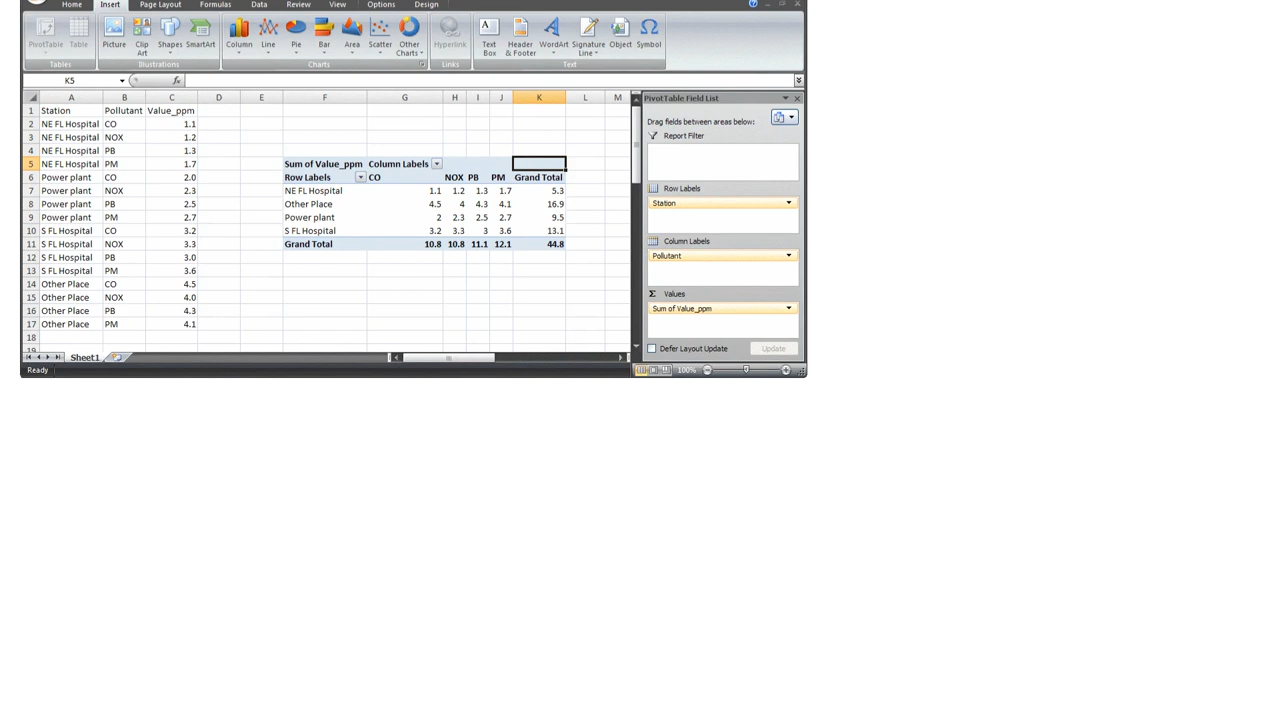 Home Insert Page Layout Formulas Data Review View Options Design
PivotTable Table Picture Clip Art Shapes SmartArt Column Line Pie Bar Area Scatter Other Charts Hyperlink Text Box Header & Footer WordArt Signature Line Object Symbol
Tables Illustrations Charts Links Text
K5 fx
A B C D E F G H I J K L M
1 Station Pollutant Value_ppm
2 NE FL Hospital CO 1.1
3 NE FL Hospital NOX 1.2
4 NE FL Hospital PB 1.3
5 NE FL Hospital PM 1.7 Sum of Value_ppm Column Labels
6 Power plant CO 2.0 Row Labels CO NOX PB PM Grand Total
7 Power plant NOX 2.3 NE FL Hospital 1.1 1.2 1.3 1.7 5.3
8 Power plant PB 2.5 Other Place 4.5 4 4.3 4.1 16.9
9 Power plant PM 2.7 Power plant 2 2.3 2.5 2.7 9.5
10 S FL Hospital CO 3.2 S FL Hospital 3.2 3.3 3 3.6 13.1
11 S FL Hospital NOX 3.3 Grand Total 10.8 10.8 11.1 12.1 44.8
12 S FL Hospital PB 3.0
13 S FL Hospital PM 3.6
14 Other Place CO 4.5
15 Other Place NOX 4.0
16 Other Place PB 4.3
17 Other Place PM 4.1
18
19
Sheet1
Ready 100%
PivotTable Field List
Drag fields between areas below:
Report Filter
Row Labels
Station
Column Labels
Pollutant
Σ Values
Sum of Value_ppm
Defer Layout Update Update